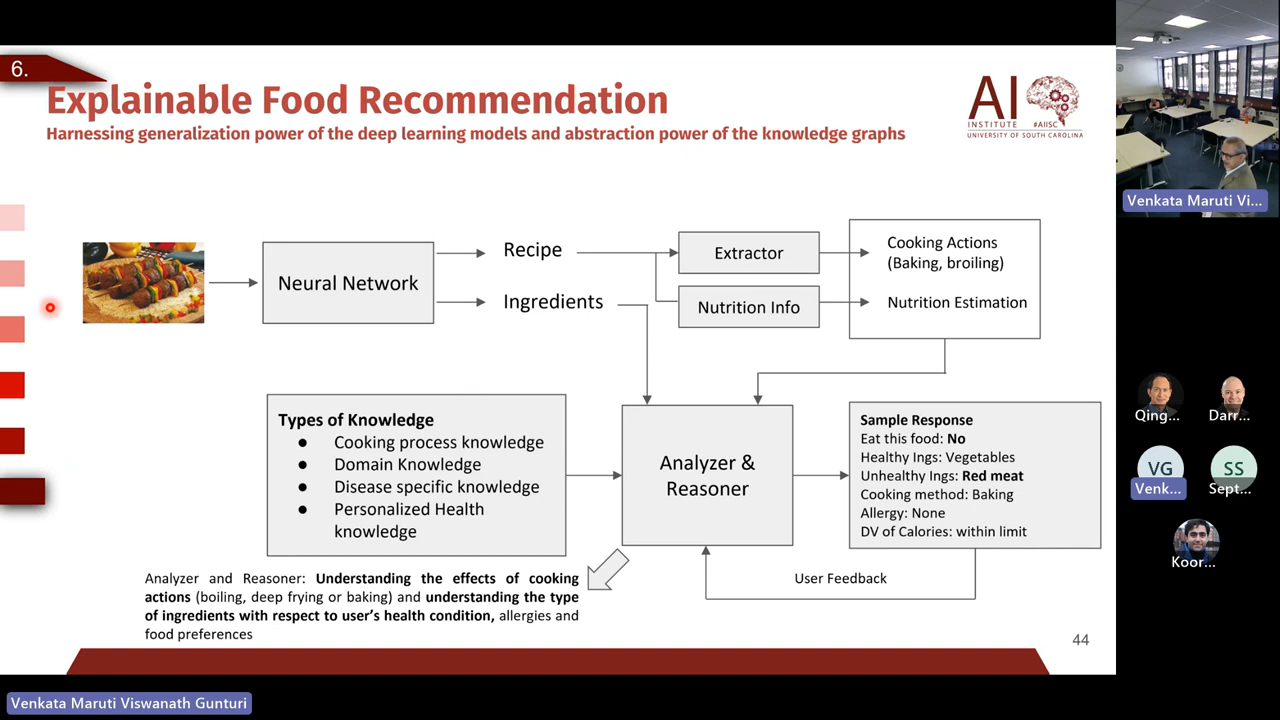 6.
Explainable Food Recommendation
Harnessing generalization power of the deep learning models and abstraction power of the knowledge graphs
AI
INSTITUTE #AIISC
UNIVERSITY OF SOUTH CAROLINA
Neural Network
Recipe
Ingredients
Extractor
Nutrition Info
Cooking Actions
(Baking, broiling)
Nutrition Estimation
Types of Knowledge
● Cooking process knowledge
● Domain Knowledge
● Disease specific knowledge
● Personalized Health
knowledge
Analyzer &
Reasoner
Sample Response
Eat this food: No
Healthy Ings: Vegetables
Unhealthy Ings: Red meat
Cooking method: Baking
Allergy: None
DV of Calories: within limit
User Feedback
Analyzer and Reasoner: Understanding the effects of cooking
actions (boiling, deep frying or baking) and understanding the type
of ingredients with respect to user's health condition, allergies and
food preferences
44
Venkata Maruti Vi...
Qing...
Darr...
VG
Venk...
SS
Sept...
Koor...
Venkata Maruti Viswanath Gunturi